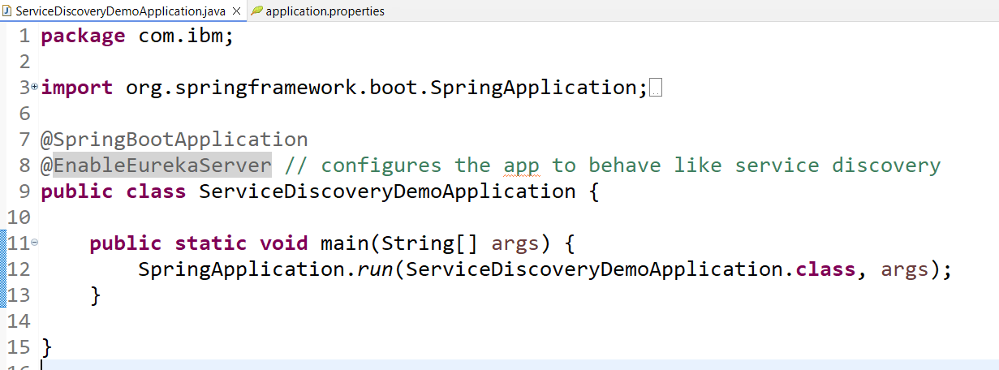 ServiceDiscoveryDemoApplication.java application.properties
1 package com.ibm;
2
3 import org.springframework.boot.SpringApplication;
6
7 @SpringBootApplication
8 @EnableEurekaServer // configures the app to behave like service discovery
9 public class ServiceDiscoveryDemoApplication {
10
11 public static void main(String[] args) {
12 SpringApplication.run(ServiceDiscoveryDemoApplication.class, args);
13 }
14
15 }
16